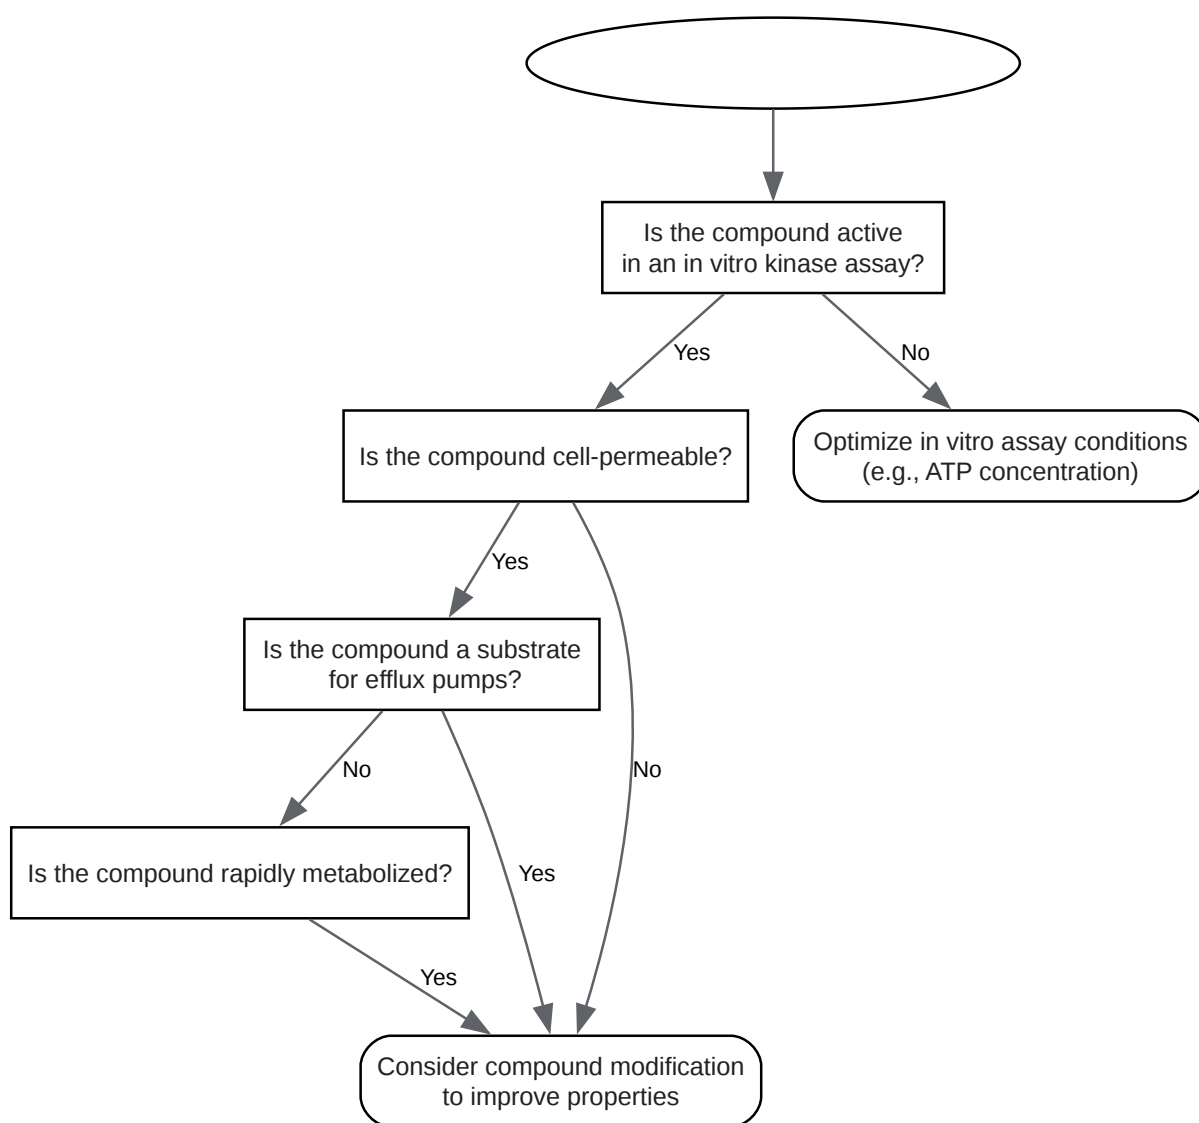 Is the compound active
in an in vitro kinase assay?
Yes
No
Is the compound cell-permeable?
Optimize in vitro assay conditions
(e.g., ATP concentration)
Yes
Is the compound a substrate
for efflux pumps?
No
No
Is the compound rapidly metabolized?
Yes
Yes
Consider compound modification
to improve properties